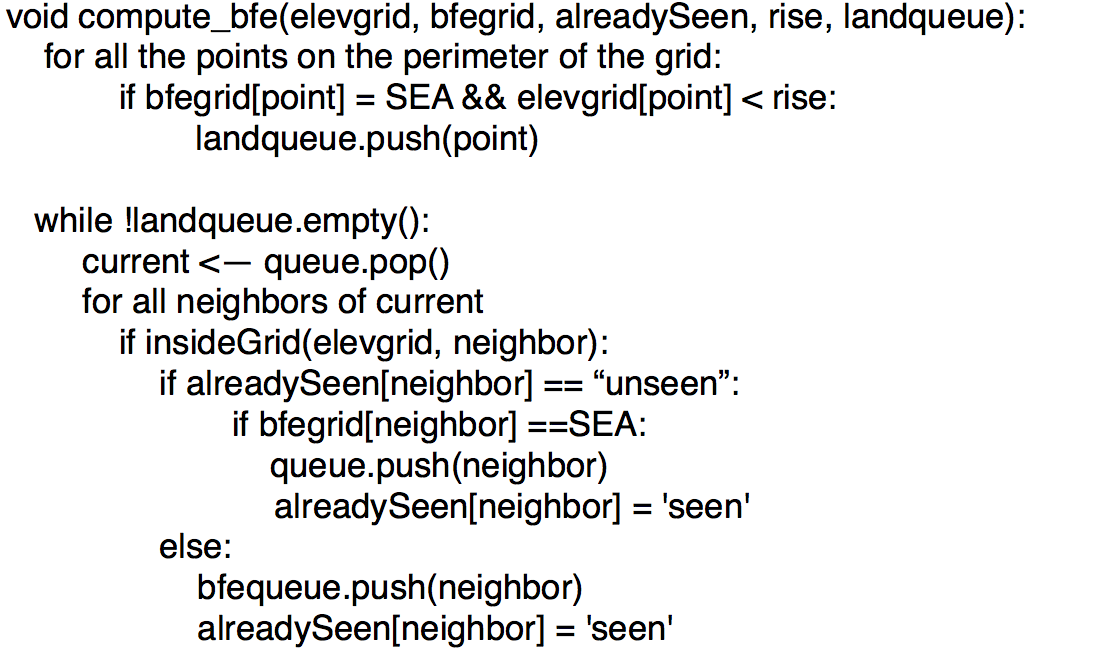 void compute_bfe(elevgrid, bfegrid, alreadySeen, rise, landqueue):
for all the points on the perimeter of the grid:
if bfegrid[point] = SEA && elevgrid[point] < rise:
landqueue.push(point)
while !landqueue.empty():
current <— queue.pop()
for all neighbors of current
if insideGrid(elevgrid, neighbor):
if alreadySeen[neighbor] == “unseen”:
if bfegrid[neighbor] ==SEA:
queue.push(neighbor)
alreadySeen[neighbor] = 'seen'
else:
bfequeue.push(neighbor)
alreadySeen[neighbor] = 'seen'